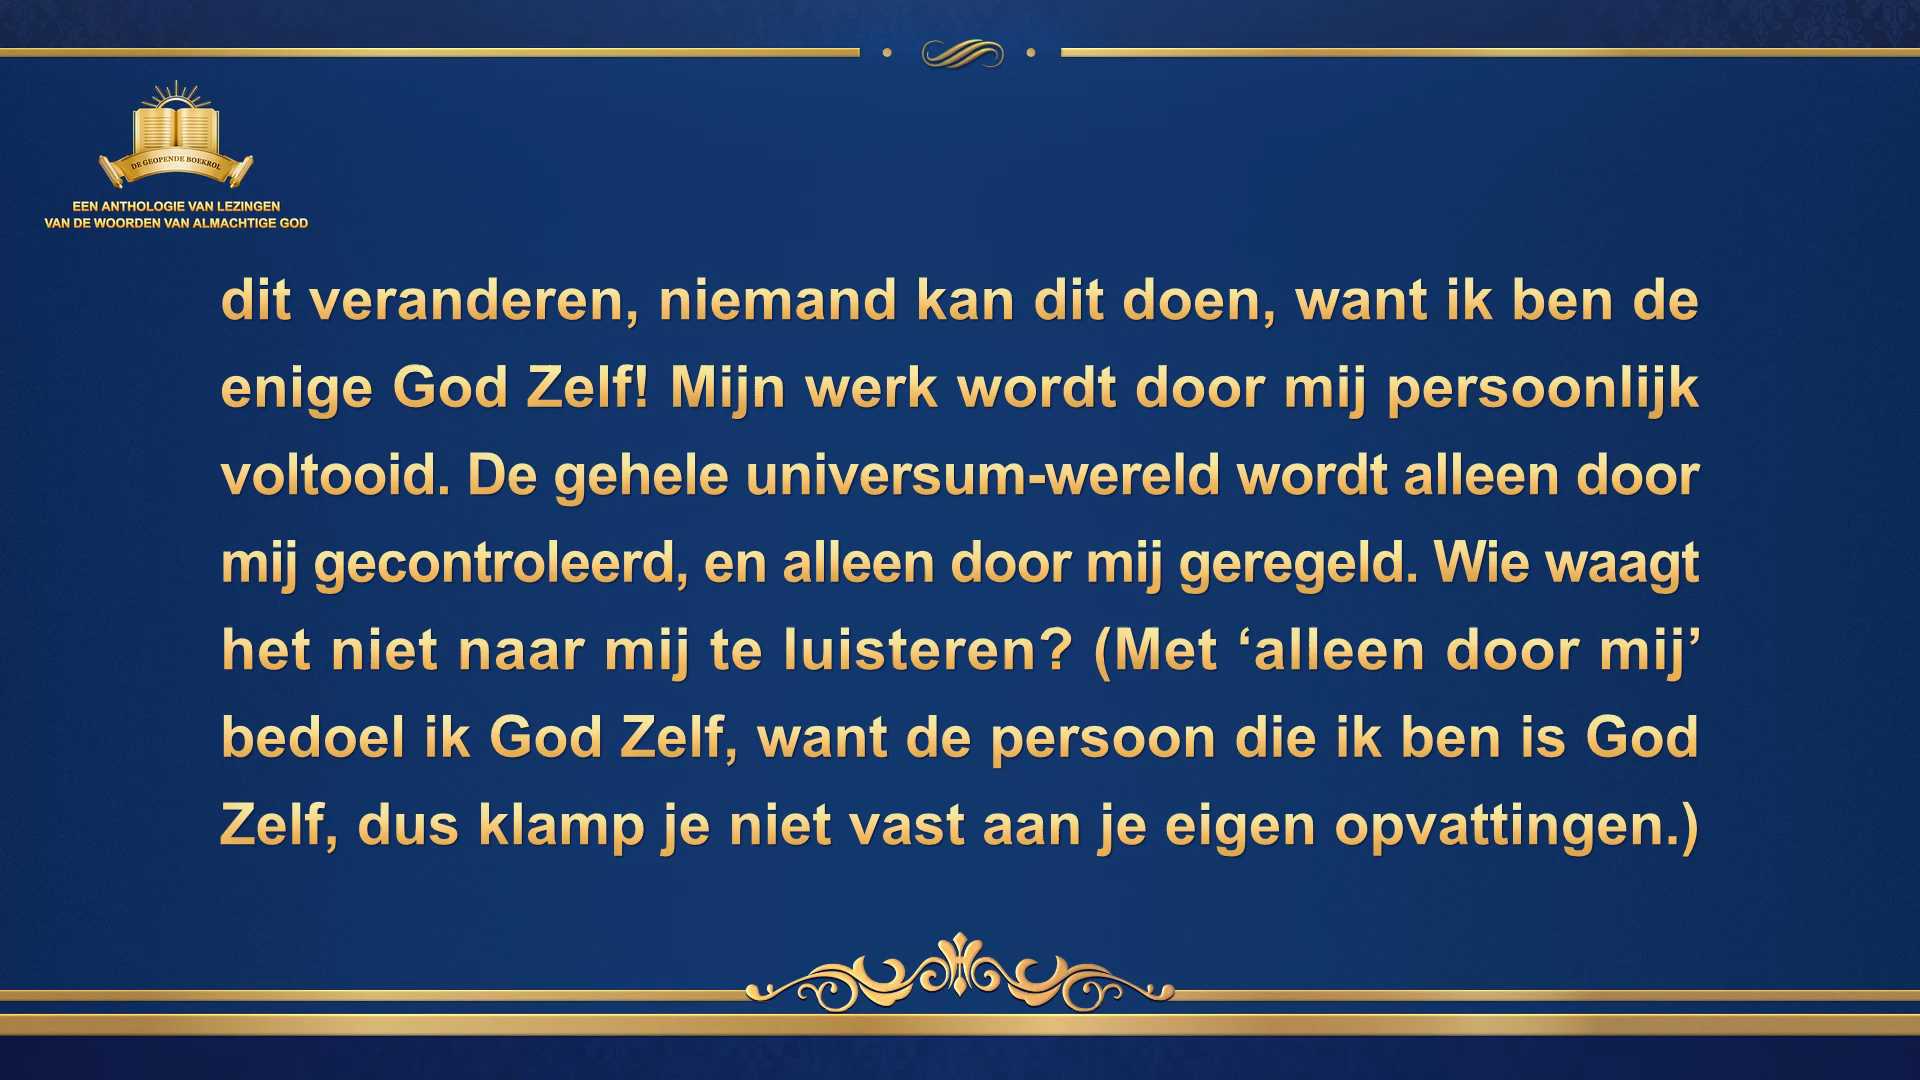 DE GEOPENDE BOEKROL
EEN ANTHOLOGIE VAN LEZINGEN
VAN DE WOORDEN VAN ALMACHTIGE GOD
dit veranderen, niemand kan dit doen, want ik ben de
enige God Zelf! Mijn werk wordt door mij persoonlijk
voltooid. De gehele universum-wereld wordt alleen door
mij gecontroleerd, en alleen door mij geregeld. Wie waagt
het niet naar mij te luisteren? (Met ‘alleen door mij’
bedoel ik God Zelf, want de persoon die ik ben is God
Zelf, dus klamp je niet vast aan je eigen opvattingen.)